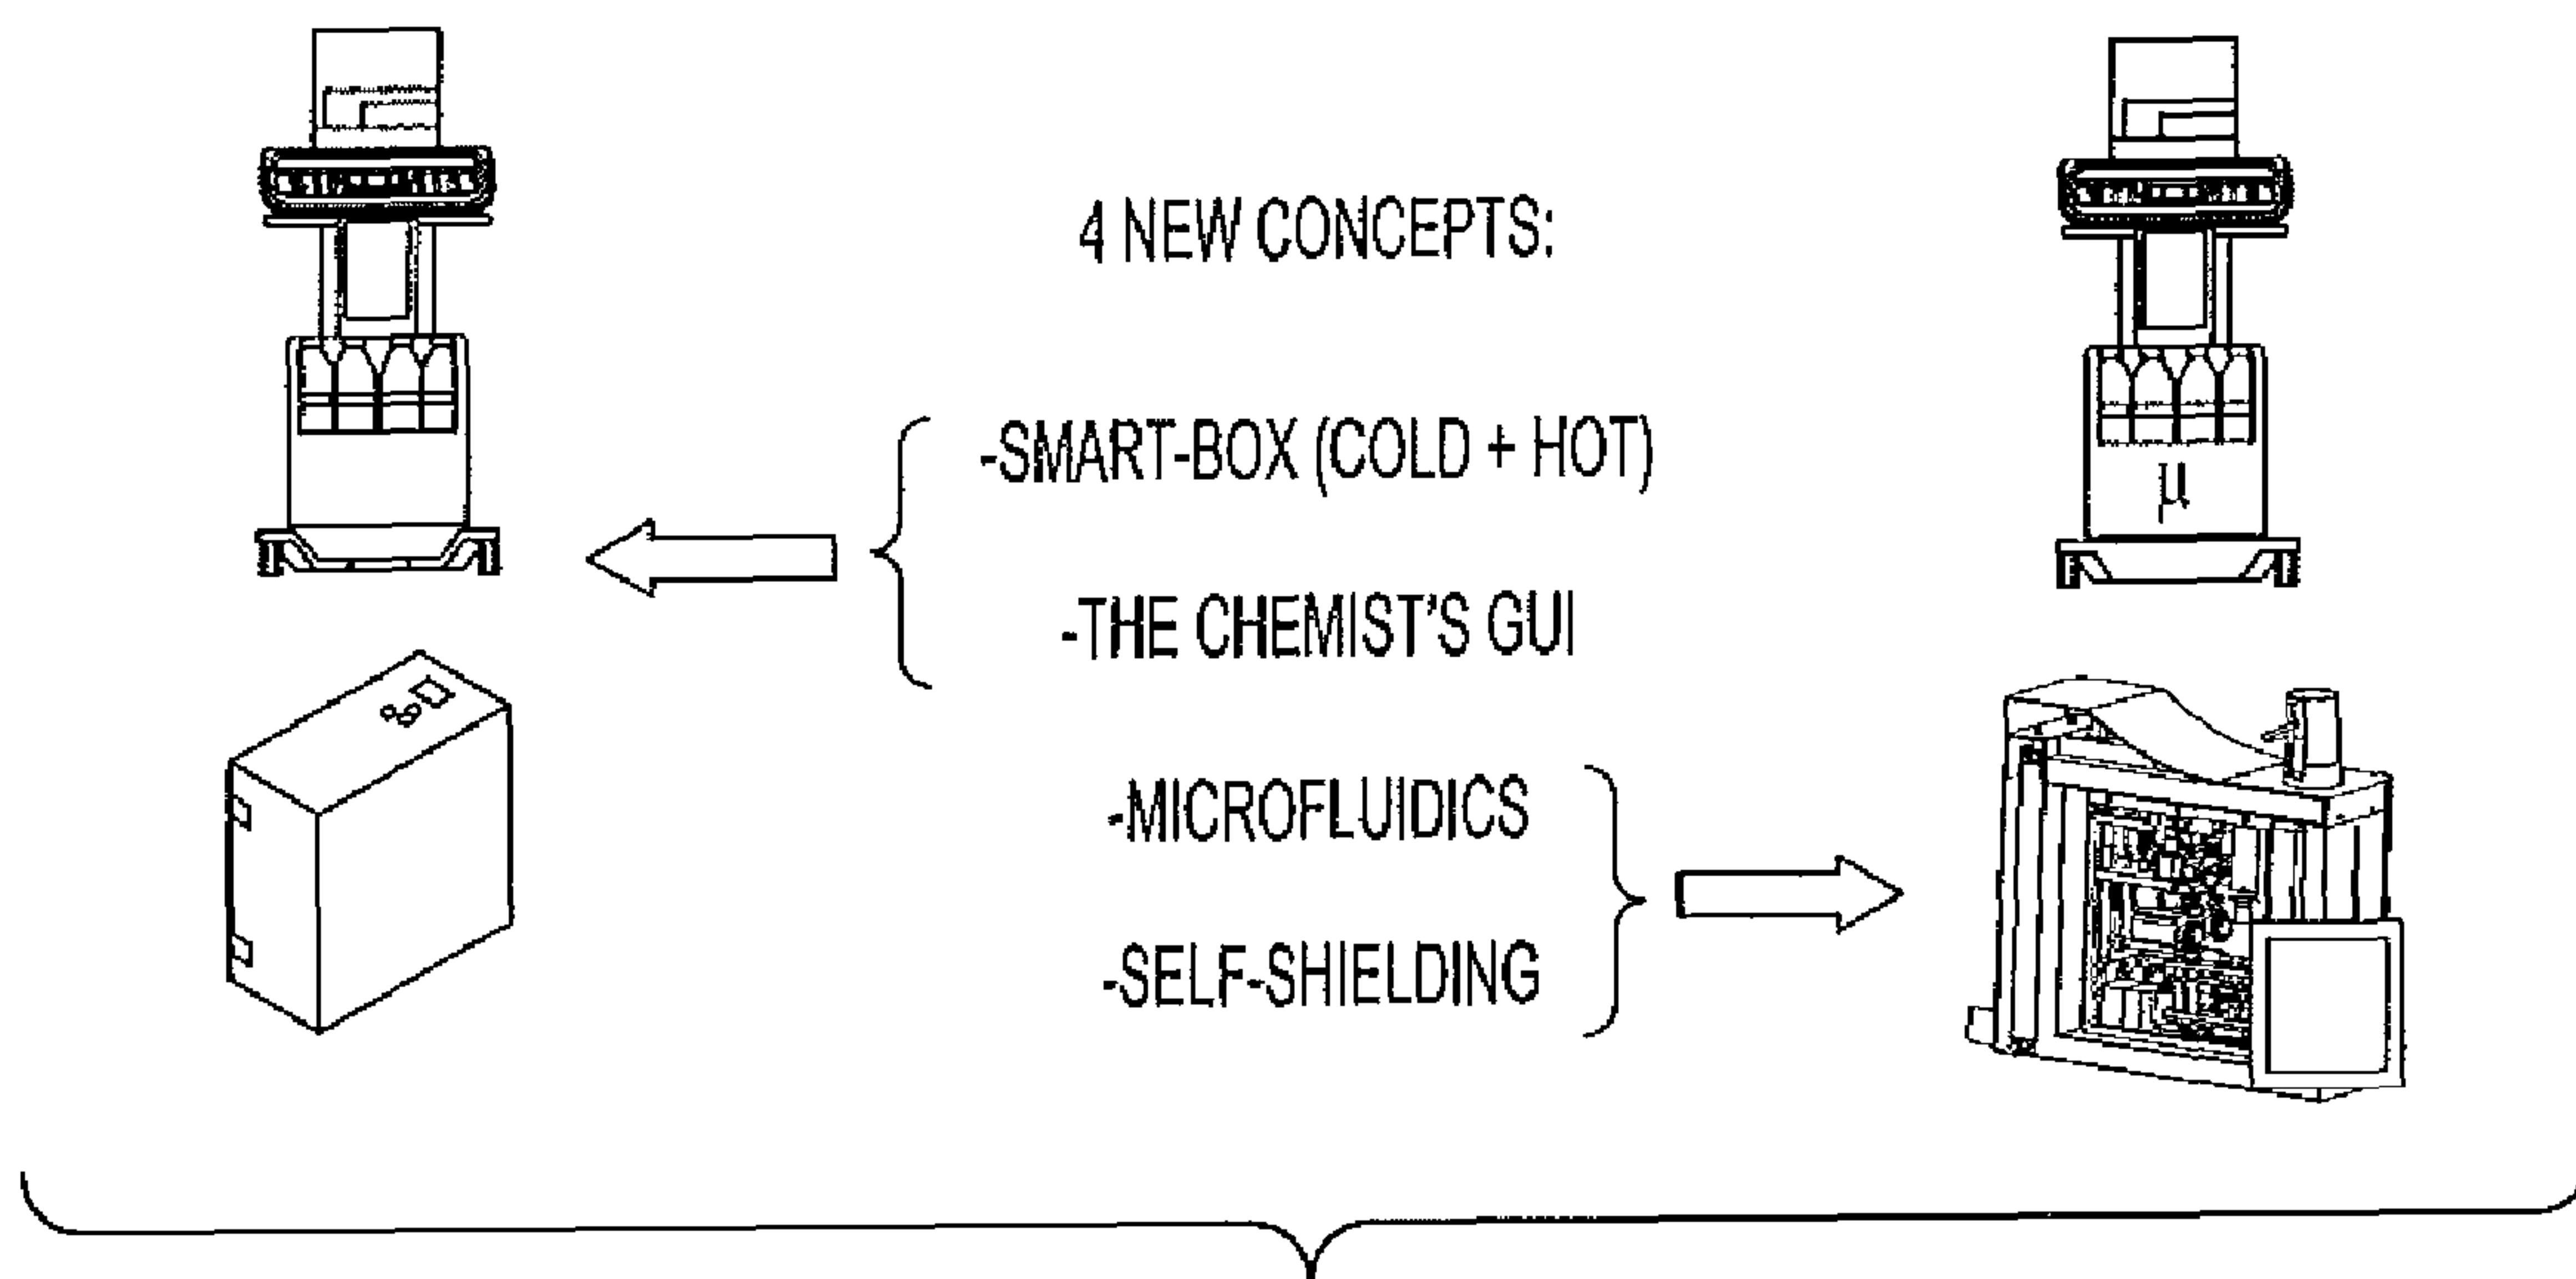 4 NEW CONCEPTS:
-SMART-BOX (COLD + HOT)
-THE CHEMIST'S GUI
μ
-MICROFLUIDICS
-SELF-SHIELDING